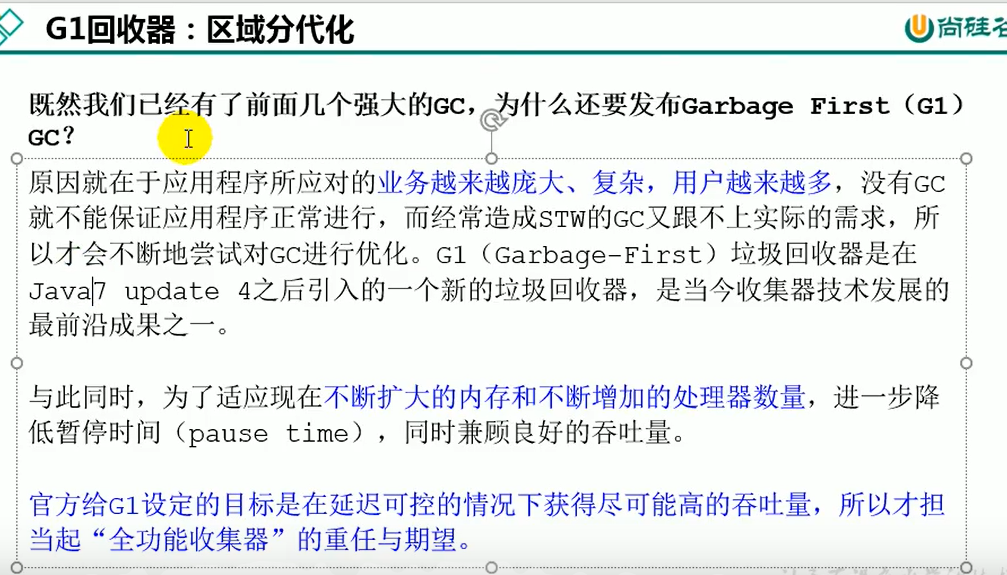 G1回收器：区域分代化
尚硅谷
既然我们已经有了前面几个强大的GC，为什么还要发布Garbage First（G1）
GC？
原因就在于应用程序所应对的业务越来越庞大、复杂，用户越来越多，没有GC
就不能保证应用程序正常进行，而经常造成STW的GC又跟不上实际的需求，所
以才会不断地尝试对GC进行优化。G1（Garbage-First）垃圾回收器是在
Java7 update 4之后引入的一个新的垃圾回收器，是当今收集器技术发展的
最前沿成果之一。
与此同时，为了适应现在不断扩大的内存和不断增加的处理器数量，进一步降
低暂停时间（pause time），同时兼顾良好的吞吐量。
官方给G1设定的目标是在延迟可控的情况下获得尽可能高的吞吐量，所以才担
当起“全功能收集器”的重任与期望。